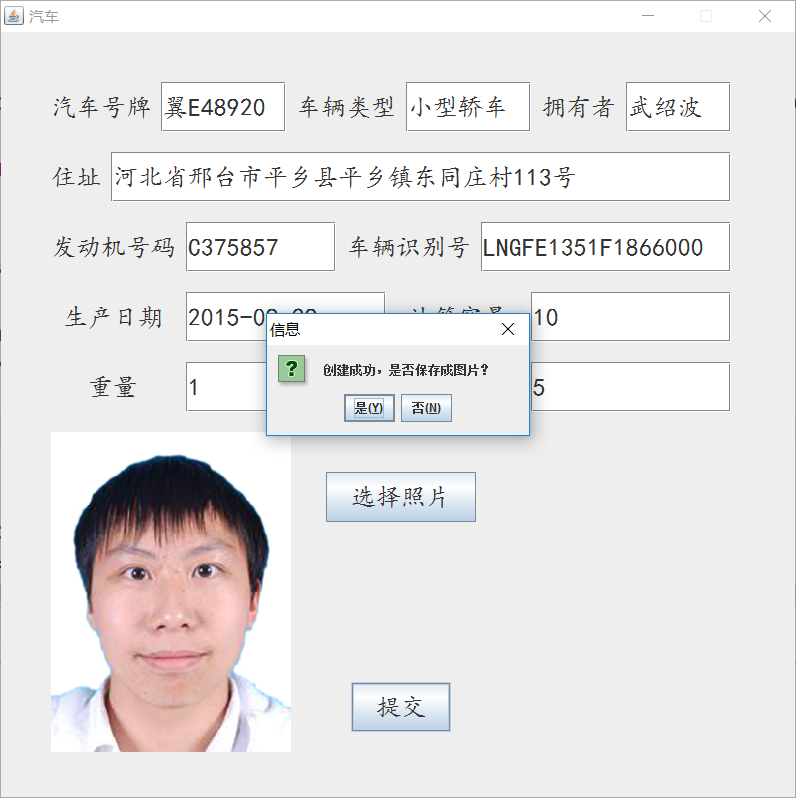 汽车
汽车号牌 翼E48920 车辆类型 小型轿车 拥有者 武绍波
住址 河北省邢台市平乡县平乡镇东同庄村113号
发动机号码 C375857 车辆识别号 LNGFE1351F1866000
生产日期 2015-0 10
信息
创建成功，是否保存成图片?
是(Y) 否(N)
重量 1 5
选择照片
提交